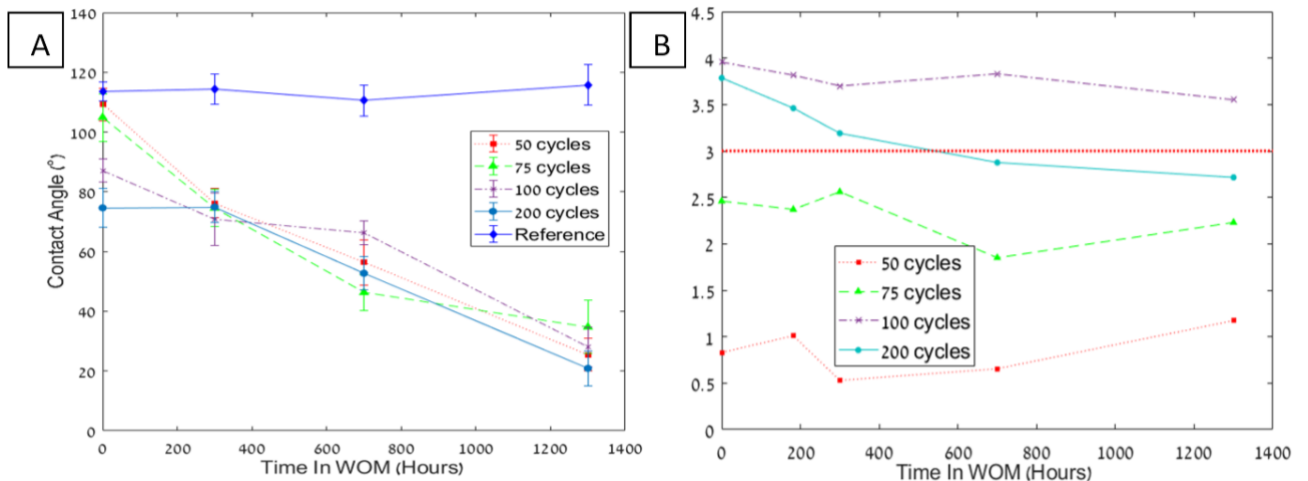 A
140
120
100
80
60
40
20
0
Contact Angle (°)
50 cycles
75 cycles
100 cycles
200 cycles
Reference
0 200 400 600 800 1000 1200 1400
Time In WOM (Hours)
B
4.5
4
3.5
3
2.5
2
1.5
1
0.5
0
50 cycles
75 cycles
100 cycles
200 cycles
0 200 400 600 800 1000 1200 1400
Time In WOM (Hours)